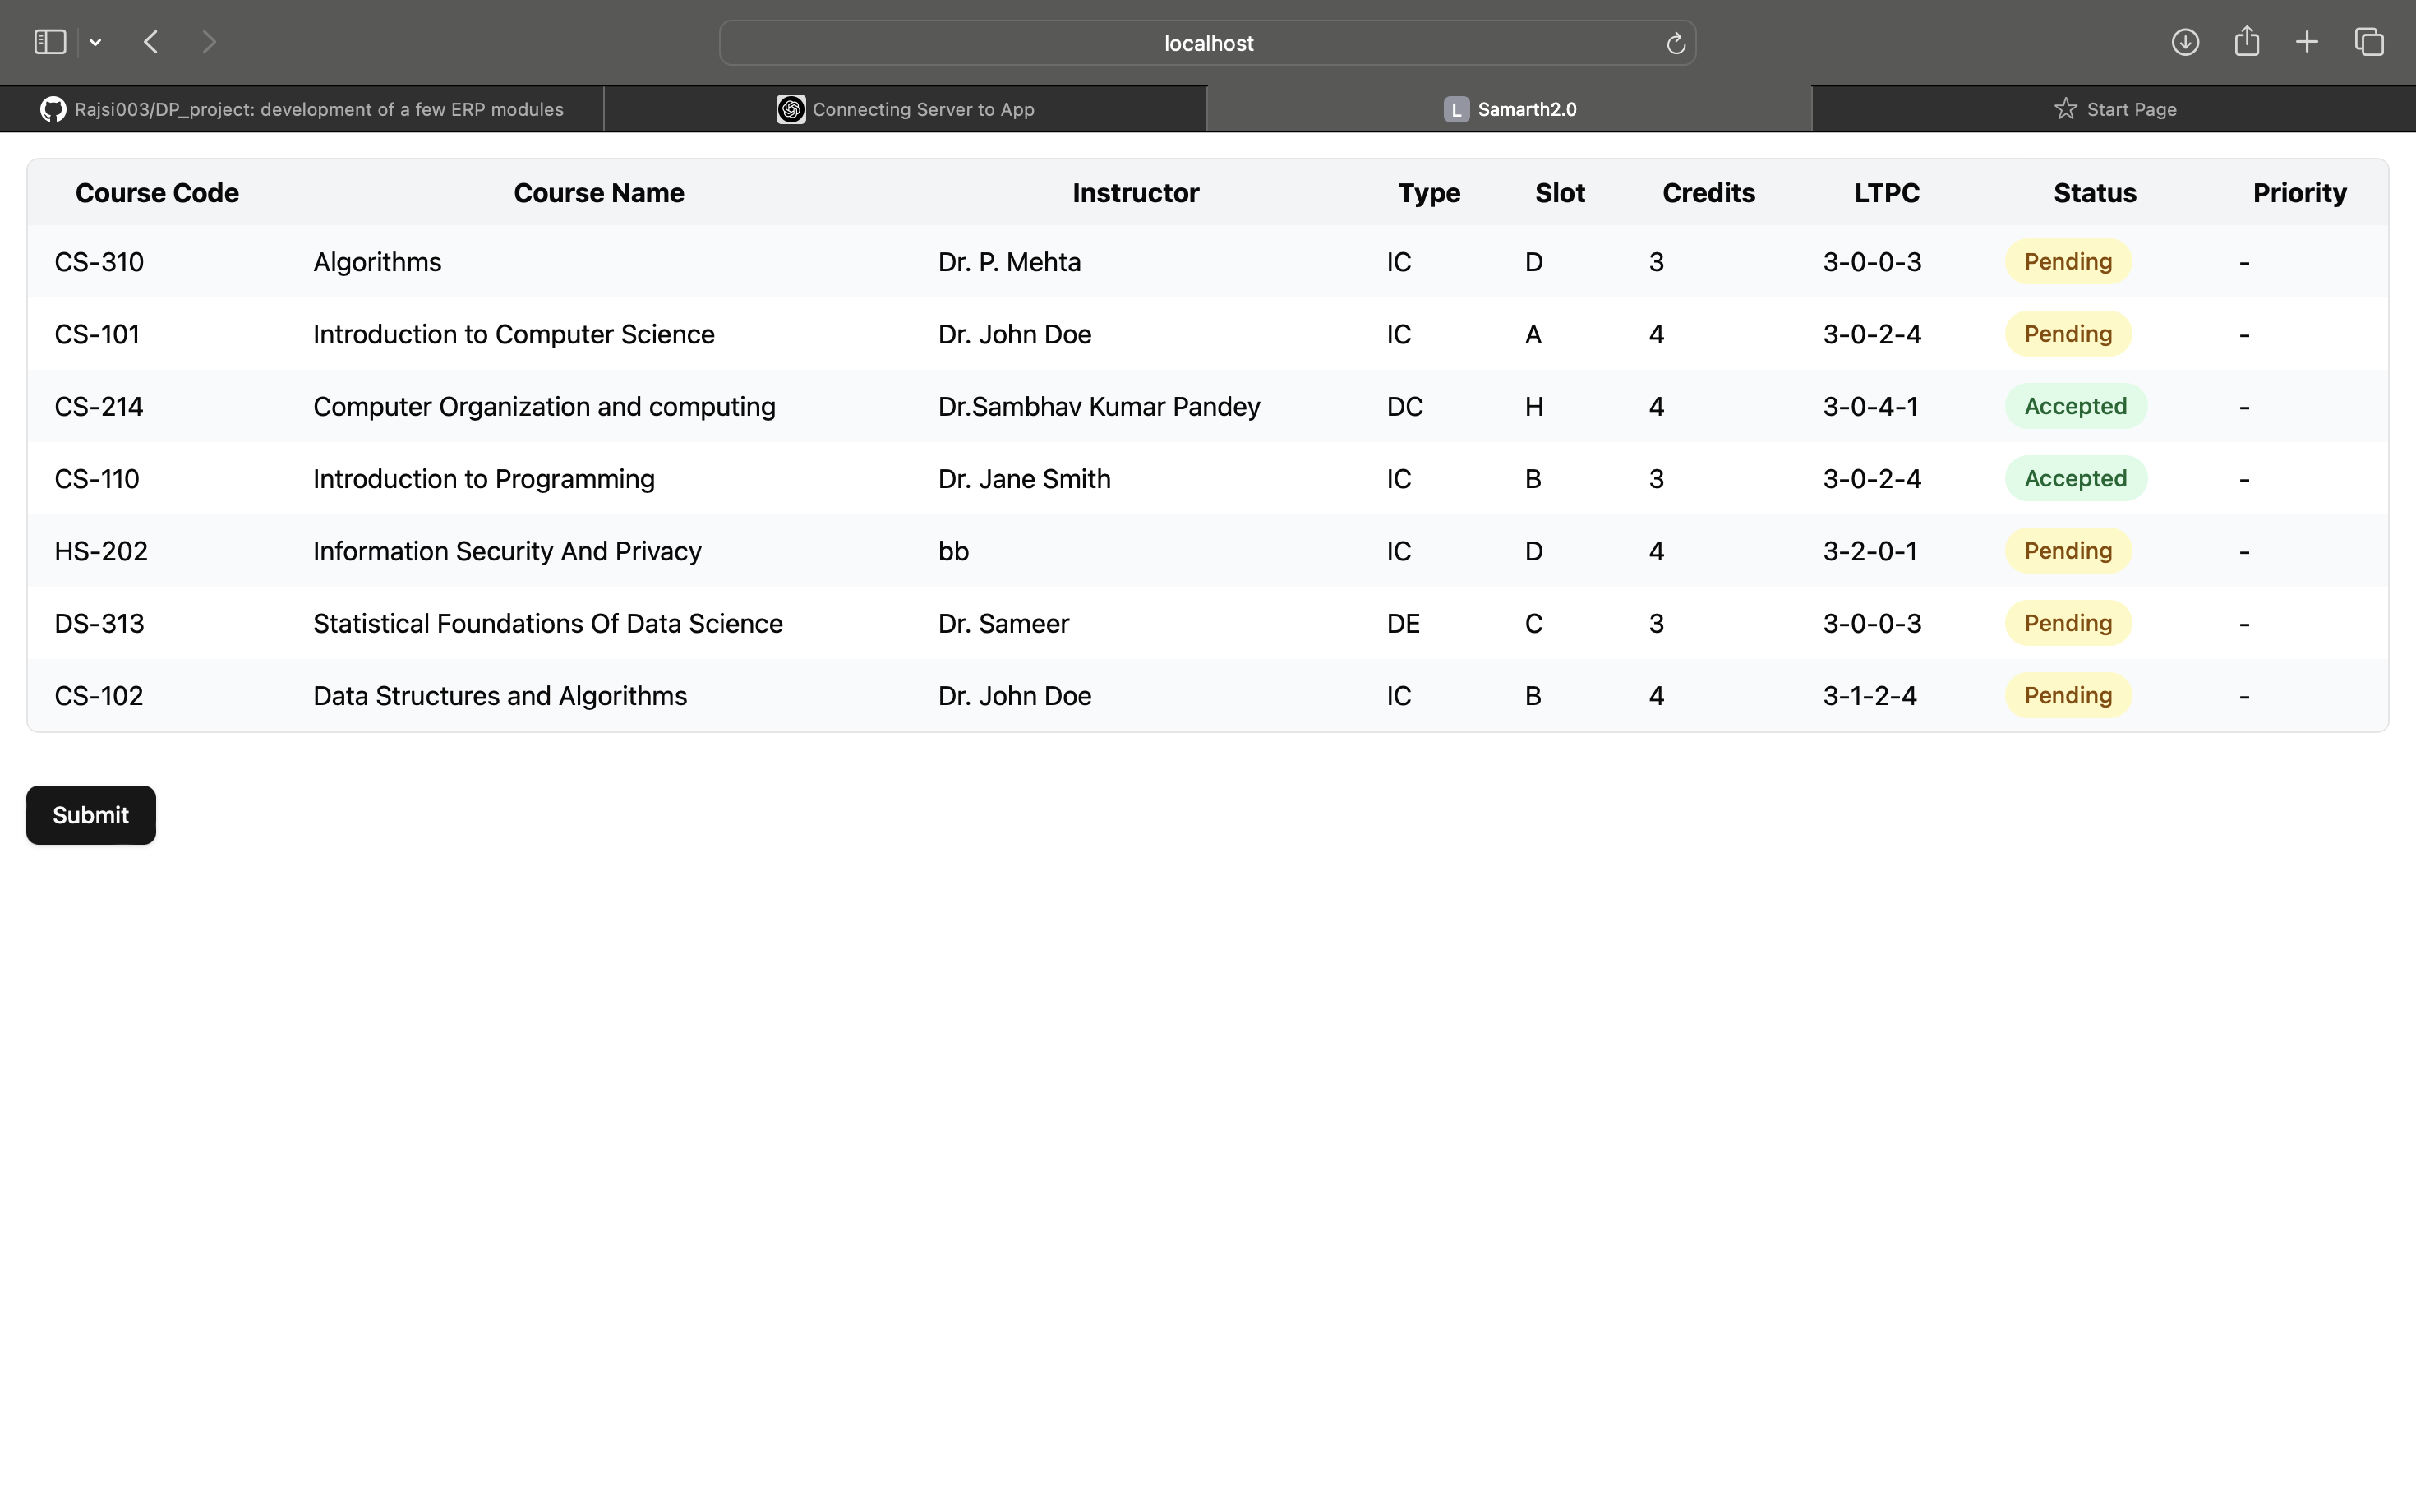 localhost
Rajsi003/DP_project: development of a few ERP modules
Connecting Server to App
L Samarth2.0
Start Page
Course Code Course Name Instructor Type Slot Credits LTPC Status Priority
CS-310 Algorithms Dr. P. Mehta IC D 3 3-0-0-3 Pending -
CS-101 Introduction to Computer Science Dr. John Doe IC A 4 3-0-2-4 Pending -
CS-214 Computer Organization and computing Dr.Sambhav Kumar Pandey DC H 4 3-0-4-1 Accepted -
CS-110 Introduction to Programming Dr. Jane Smith IC B 3 3-0-2-4 Accepted -
HS-202 Information Security And Privacy bb IC D 4 3-2-0-1 Pending -
DS-313 Statistical Foundations Of Data Science Dr. Sameer DE C 3 3-0-0-3 Pending -
CS-102 Data Structures and Algorithms Dr. John Doe IC B 4 3-1-2-4 Pending -
Submit